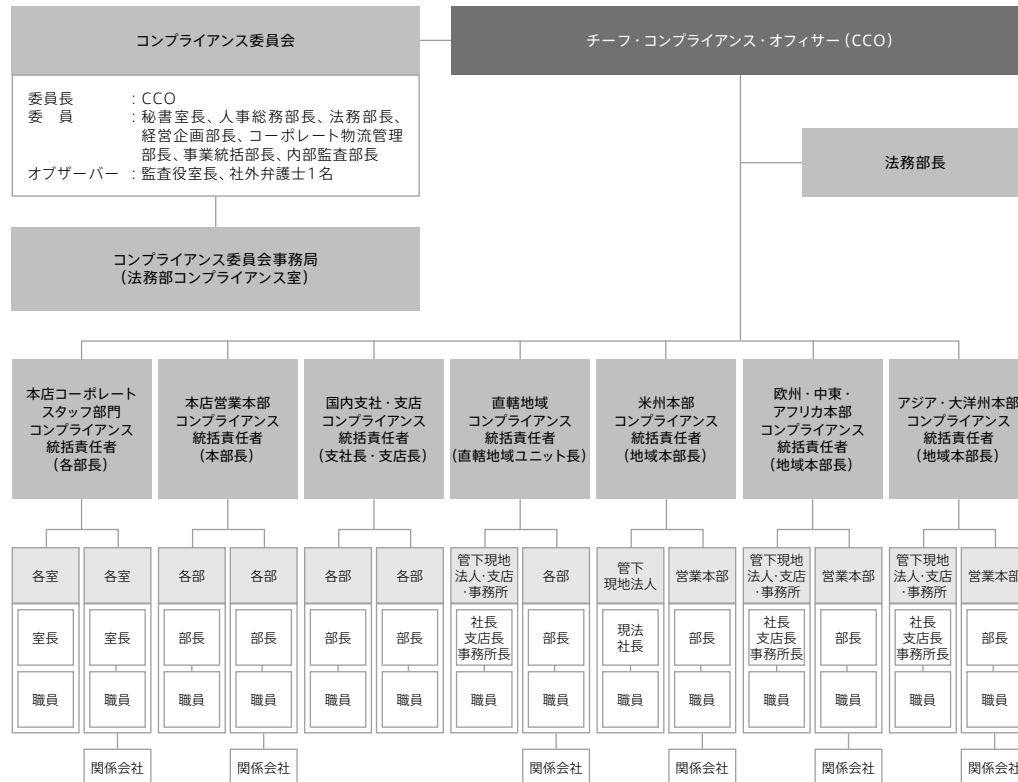 コンプライアンス委員会
チーフ・コンプライアンス・オフィサー(CCO)
委員長 : CCO
委 員 : 秘書室長、人事総務部長、法務部長、
経営企画部長、コーポレート物流管理
部長、事業統括部長、内部監査部長
オブザーバー : 監査役室長、社外弁護士1名
法務部長
コンプライアンス委員会事務局
(法務部コンプライアンス室)
本店コーポレート
スタッフ部門
コンプライアンス
統括責任者
(各部長)
本店営業本部
コンプライアンス
統括責任者
(本部長)
国内支社・支店
コンプライアンス
統括責任者
(支社長・支店長)
直轄地域
コンプライアンス
統括責任者
(直轄地域ユニット長)
米州本部
コンプライアンス
統括責任者
(地域本部長)
欧州・中東・
アフリカ本部
コンプライアンス
統括責任者
(地域本部長)
アジア・大洋州本部
コンプライアンス
統括責任者
(地域本部長)
各室
室長
職員
各室
室長
職員
関係会社
各部
部長
職員
各部
部長
職員
関係会社
各部
部長
職員
各部
部長
職員
管下現地
法人・支店
・事務所
社長
支店長
事務所長
職員
各部
部長
職員
関係会社
管下
現地法人
現法
社長
職員
営業本部
部長
職員
関係会社
管下現地
法人・支店
・事務所
社長
支店長
事務所長
職員
営業本部
部長
職員
関係会社
管下現地
法人・支店
・事務所
社長
支店長
事務所長
職員
営業本部
部長
職員
関係会社